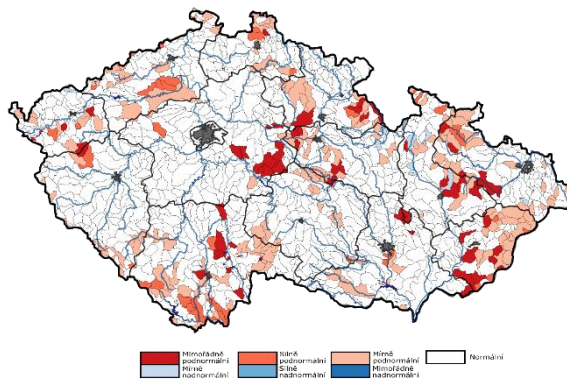 Mimořádně
podnormální
Silně
podnormální
Mírně
podnormální
Normální
Mírně
nadnormální
Silně
nadnormální
Mimořádně
nadnormální